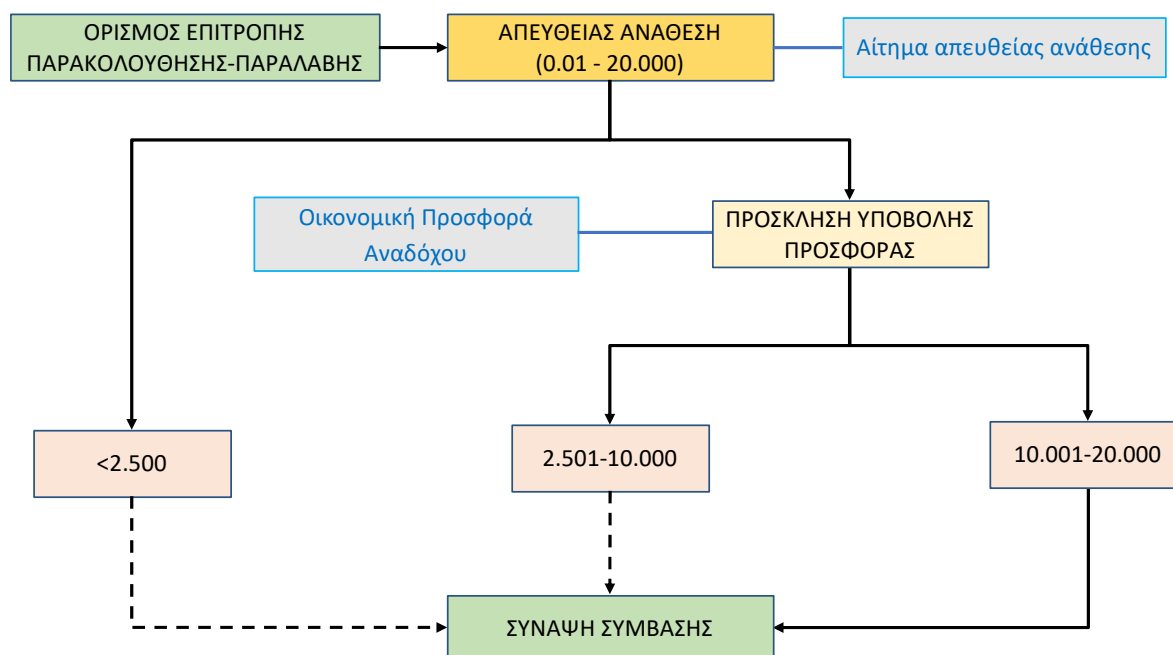 ΟΡΙΣΜΟΣ ΕΠΙΤΡΟΠΗΣ
ΠΑΡΑΚΟΛΟΥΘΗΣΗΣ-ΠΑΡΑΛΑΒΗΣ
ΑΠΕΥΘΕΙΑΣ ΑΝΑΘΕΣΗ
(0.01 - 20.000)
Αίτημα απευθείας ανάθεσης
Οικονομική Προσφορά
Αναδόχου
ΠΡΟΣΚΛΗΣΗ ΥΠΟΒΟΛΗΣ
ΠΡΟΣΦΟΡΑΣ
<2.500
2.501-10.000
10.001-20.000
ΣΥΝΑΨΗ ΣΥΜΒΑΣΗΣ